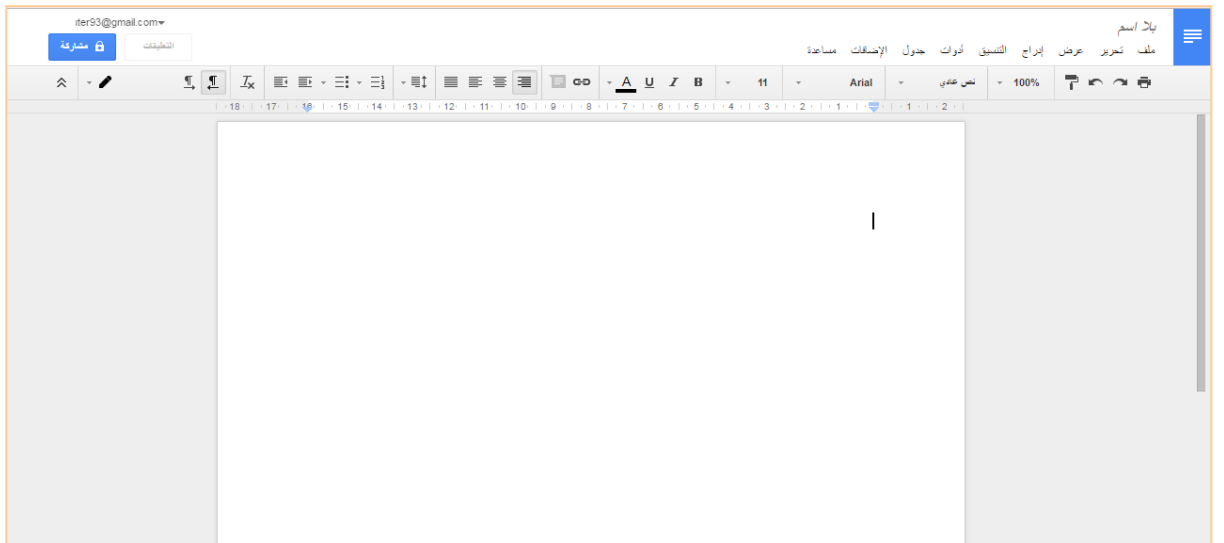 iter93@gmail.com
بلا اسم
ملف تحرير عرض إدراج التنسيق أدوات جدول الإضافات مساعدة
التعليقات مشاركة
100% نص عادي Arial 11 B I U A
2 1 1 2 3 4 5 6 7 8 9 10 11 12 13 14 15 16 17 18